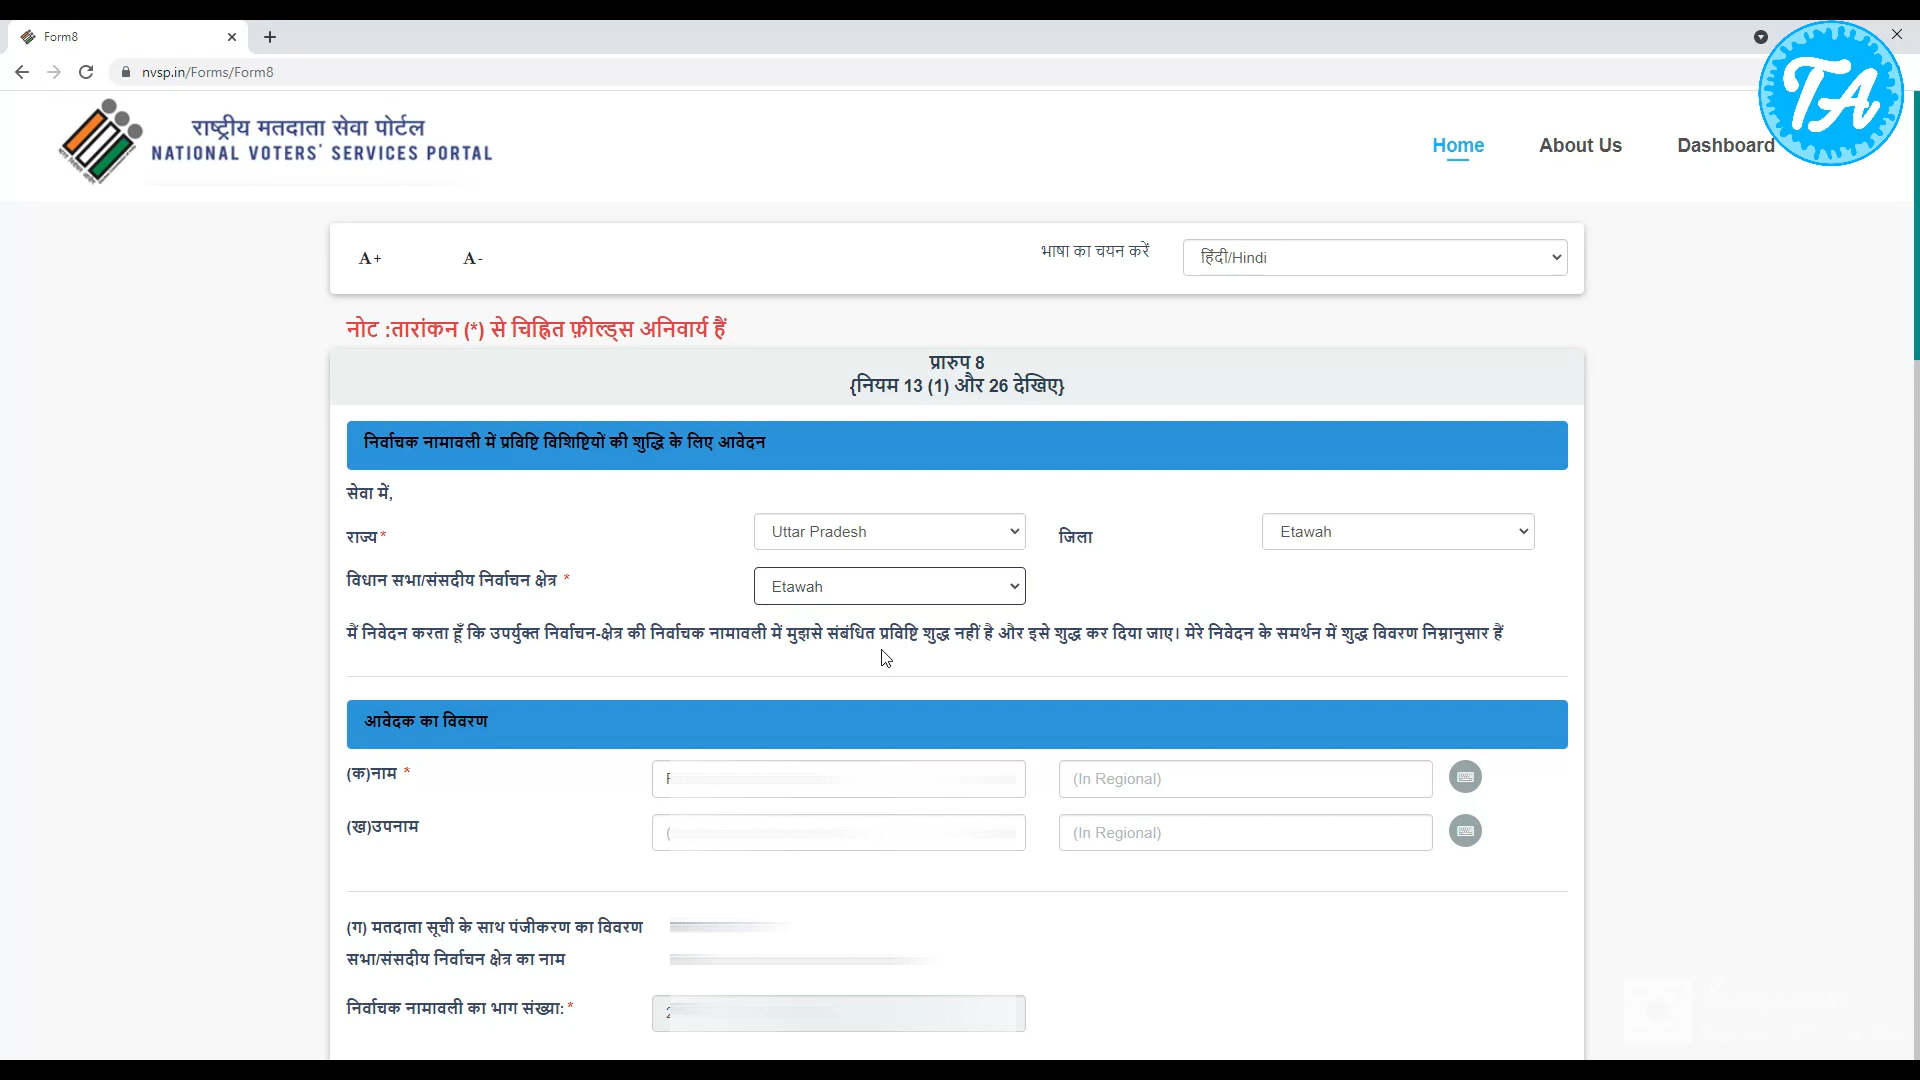 Form8
nvsp.in/Forms/Form8
TA
राष्ट्रीय मतदाता सेवा पोर्टल
NATIONAL VOTERS' SERVICES PORTAL
Home About Us Dashboard
A+ A- भाषा का चयन करें हिंदी/Hindi
नोट :तारांकन (*) से चिह्नित फ़ील्ड्स अनिवार्य हैं
प्रारुप 8
{नियम 13 (1) और 26 देखिए}
निर्वाचक नामावली में प्रविष्टि विशिष्टियों की शुद्धि के लिए आवेदन
सेवा में,
राज्य* Uttar Pradesh जिला Etawah
विधान सभा/संसदीय निर्वाचन क्षेत्र * Etawah
मैं निवेदन करता हूँ कि उपर्युक्त निर्वाचन-क्षेत्र की निर्वाचक नामावली में मुझसे संबंधित प्रविष्टि शुद्ध नहीं है और इसे शुद्ध कर दिया जाए। मेरे निवेदन के समर्थन में शुद्ध विवरण निम्नानुसार हैं
आवेदक का विवरण
(क)नाम * (In Regional)
(ख)उपनाम (In Regional)
(ग) मतदाता सूची के साथ पंजीकरण का विवरण
सभा/संसदीय निर्वाचन क्षेत्र का नाम
निर्वाचक नामावली का भाग संख्या: *